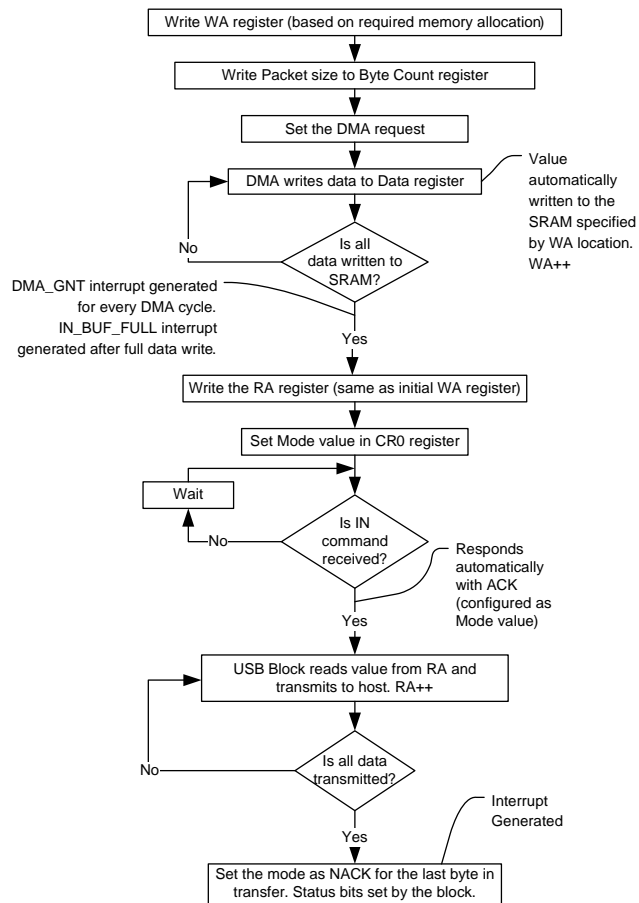 Write WA register (based on required memory allocation)
Write Packet size to Byte Count register
Set the DMA request
DMA writes data to Data register
Value
automatically
written to the
SRAM specified
by WA location.
WA++
No
Is all
data written to
SRAM?
DMA_GNT interrupt generated
for every DMA cycle.
IN_BUF_FULL interrupt
generated after full data write.
Yes
Write the RA register (same as initial WA register)
Set Mode value in CR0 register
Wait
Is IN
command
received?
No
Responds
automatically
with ACK
(configured as
Mode value)
Yes
USB Block reads value from RA and
transmits to host. RA++
Is all data
transmitted?
No
Interrupt
Generated
Yes
Set the mode as NACK for the last byte in
transfer. Status bits set by the block.